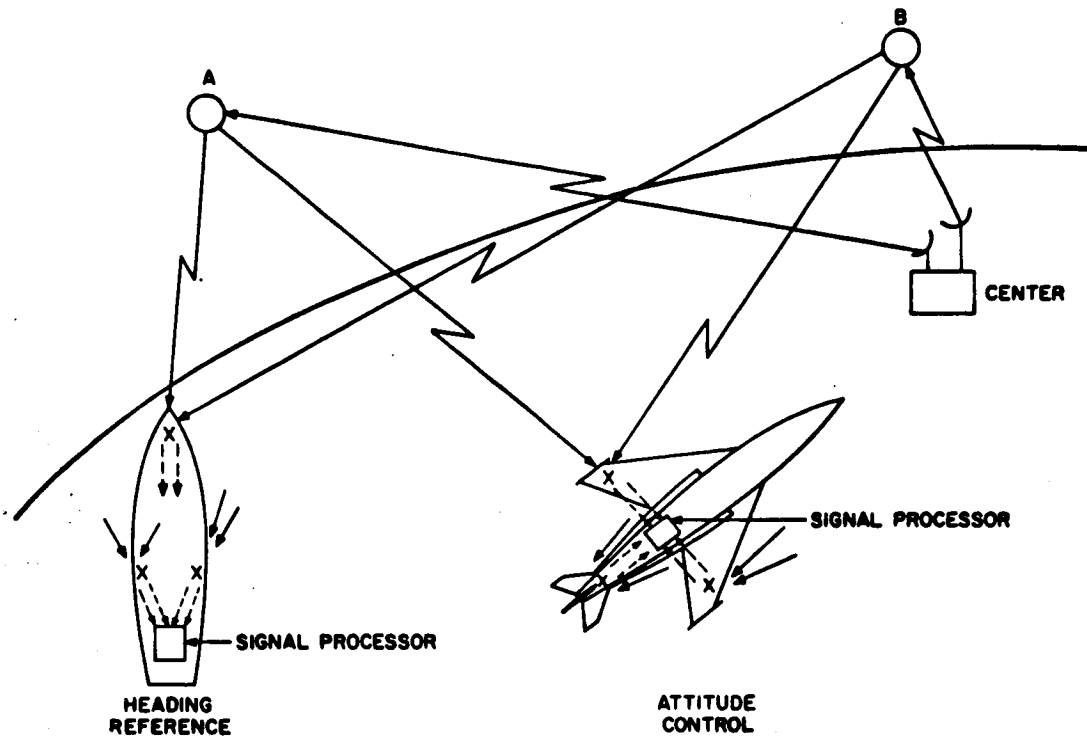 B
A
CENTER
X
X
SIGNAL PROCESSOR
X
X
X
SIGNAL PROCESSOR
HEADING
REFERENCE
ATTITUDE
CONTROL